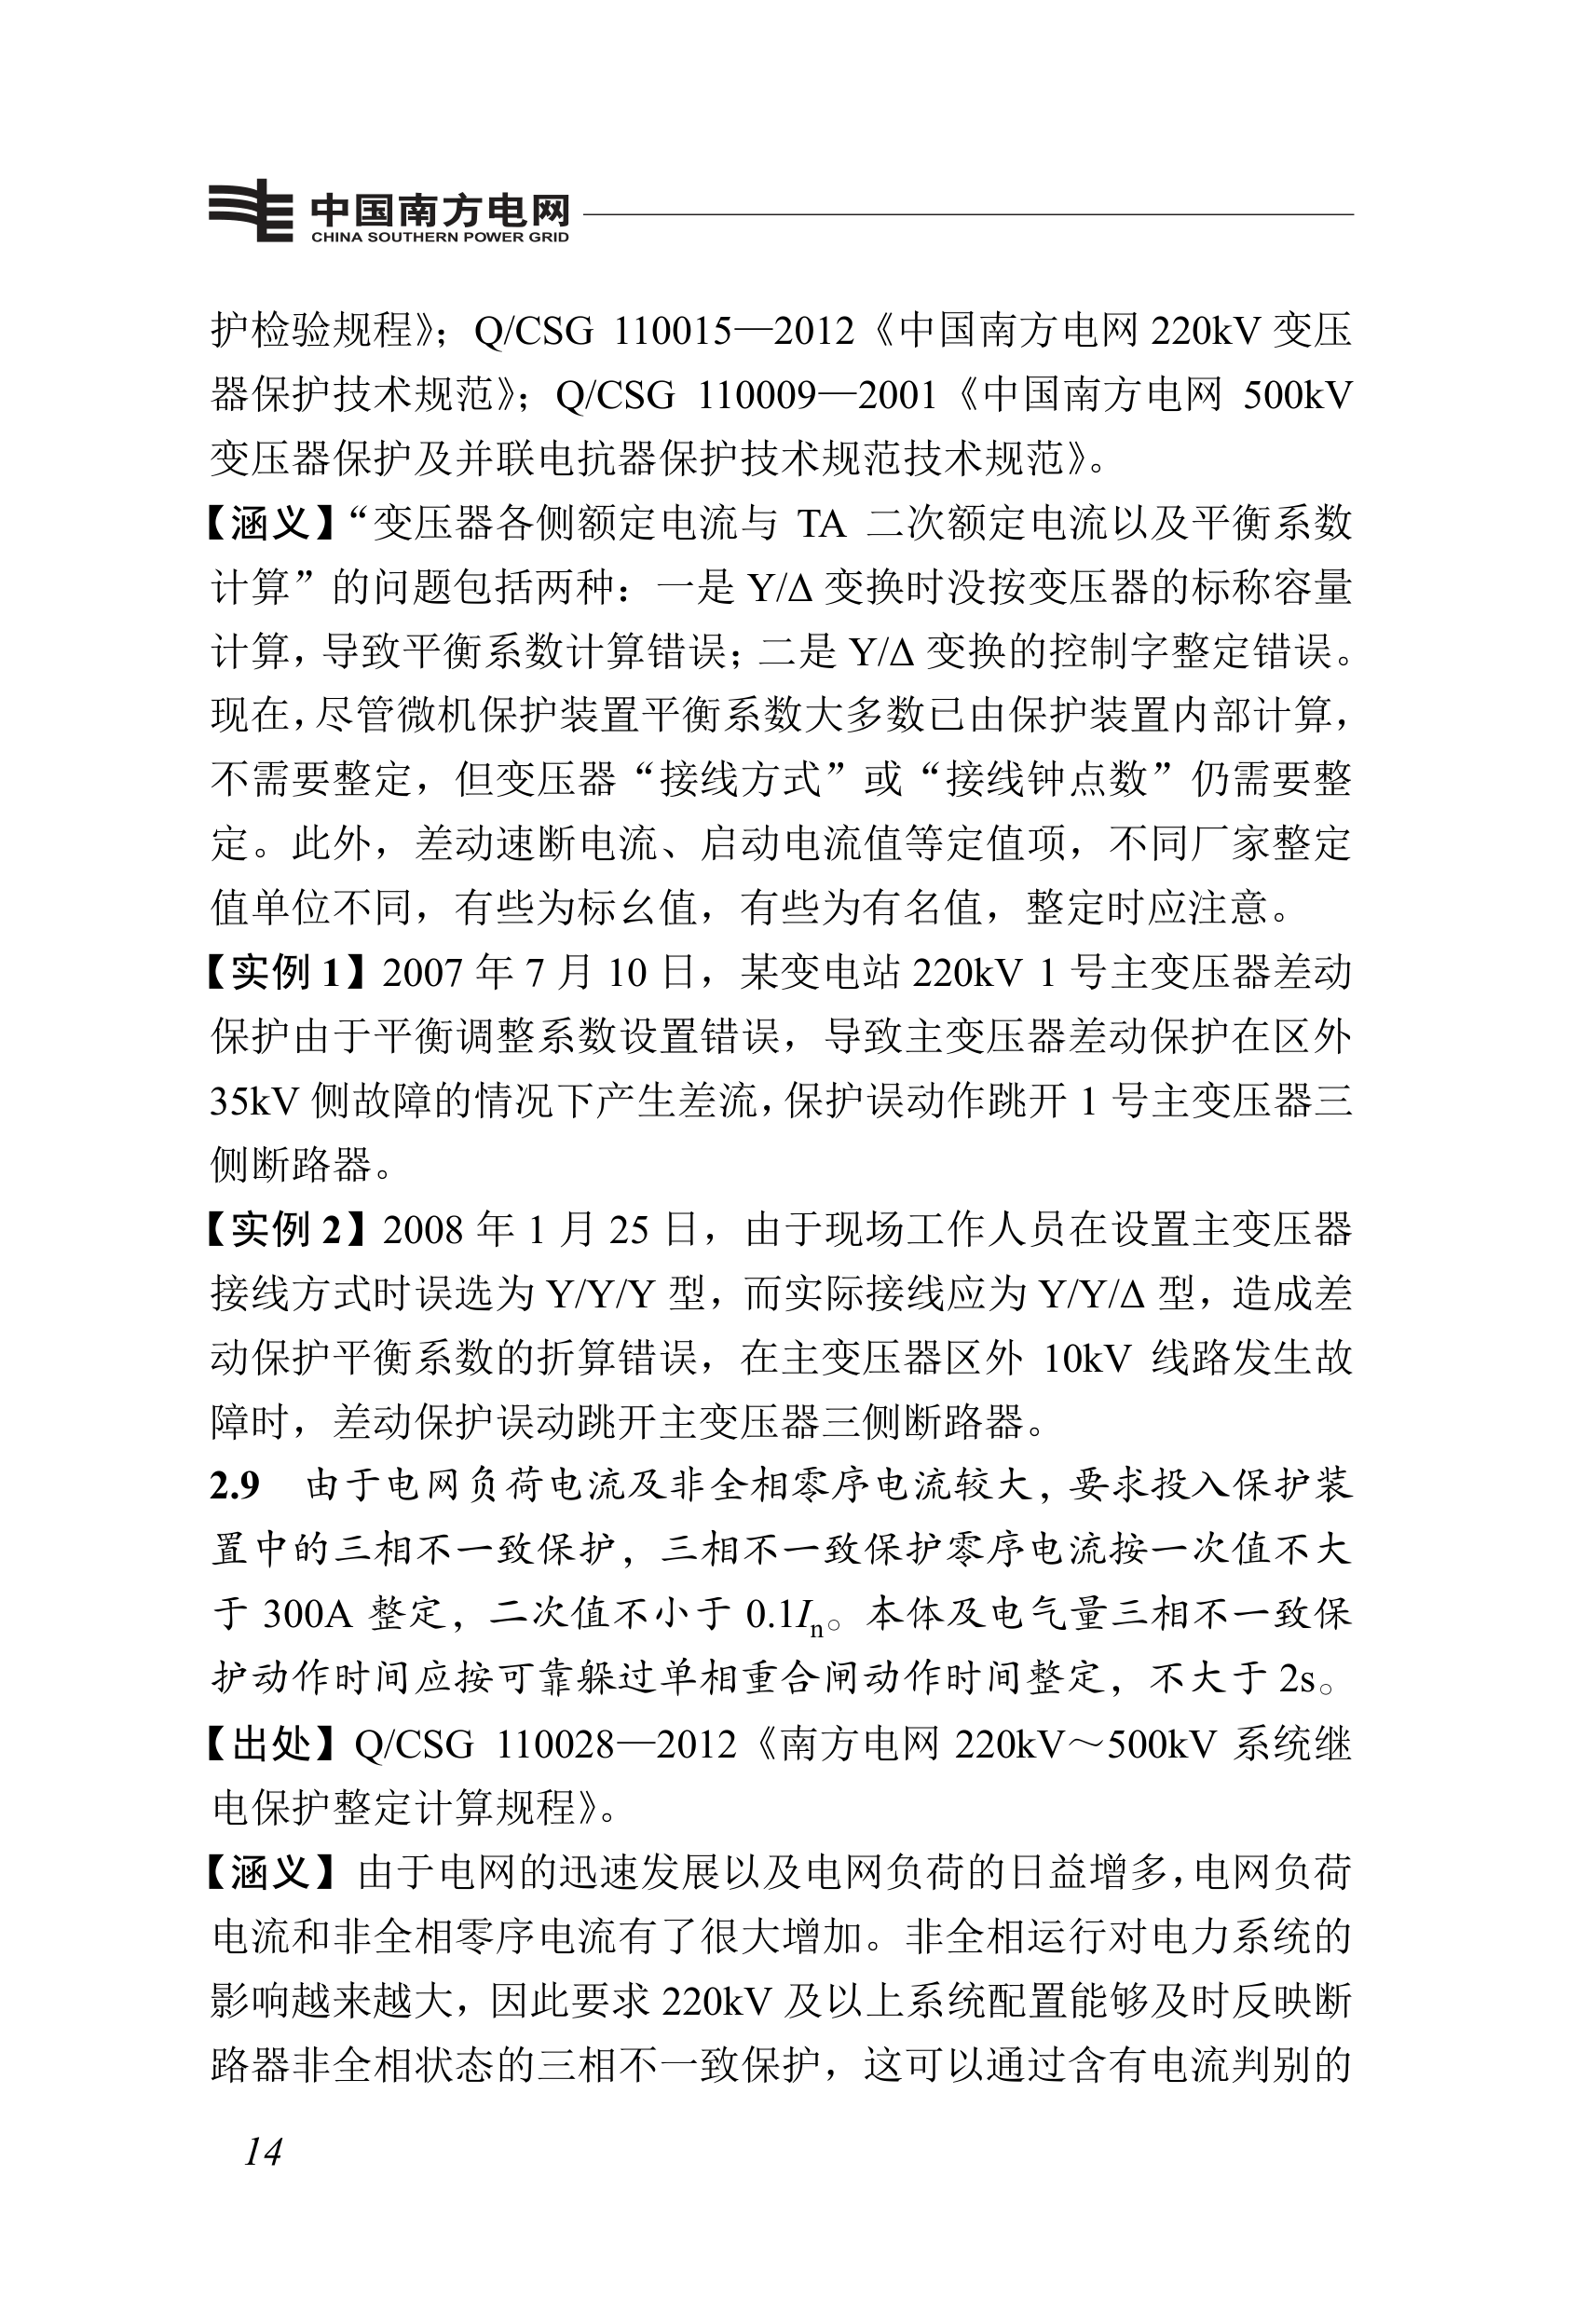 中国南方电网
CHINA SOUTHERN POWER GRID
护检验规程》；Q/CSG 110015—2012《中国南方电网 220kV 变压
器保护技术规范》；Q/CSG 110009—2001《中国南方电网 500kV
变压器保护及并联电抗器保护技术规范技术规范》。
【涵义】“变压器各侧额定电流与 TA 二次额定电流以及平衡系数
计算”的问题包括两种：一是 Y/Δ 变换时没按变压器的标称容量
计算，导致平衡系数计算错误；二是 Y/Δ 变换的控制字整定错误。
现在，尽管微机保护装置平衡系数大多数已由保护装置内部计算，
不需要整定，但变压器“接线方式”或“接线钟点数”仍需要整
定。此外，差动速断电流、启动电流值等定值项，不同厂家整定
值单位不同，有些为标幺值，有些为有名值，整定时应注意。
【实例 1】2007 年 7 月 10 日，某变电站 220kV 1 号主变压器差动
保护由于平衡调整系数设置错误，导致主变压器差动保护在区外
35kV 侧故障的情况下产生差流，保护误动作跳开 1 号主变压器三
侧断路器。
【实例 2】2008 年 1 月 25 日，由于现场工作人员在设置主变压器
接线方式时误选为 Y/Y/Y 型，而实际接线应为 Y/Y/Δ 型，造成差
动保护平衡系数的折算错误，在主变压器区外 10kV 线路发生故
障时，差动保护误动跳开主变压器三侧断路器。
2.9 由于电网负荷电流及非全相零序电流较大，要求投入保护装
置中的三相不一致保护，三相不一致保护零序电流按一次值不大
于 300A 整定，二次值不小于 0.1Iₙ。本体及电气量三相不一致保
护动作时间应按可靠躲过单相重合闸动作时间整定，不大于 2s。
【出处】Q/CSG 110028—2012《南方电网 220kV～500kV 系统继
电保护整定计算规程》。
【涵义】由于电网的迅速发展以及电网负荷的日益增多，电网负荷
电流和非全相零序电流有了很大增加。非全相运行对电力系统的
影响越来越大，因此要求 220kV 及以上系统配置能够及时反映断
路器非全相状态的三相不一致保护，这可以通过含有电流判别的
14